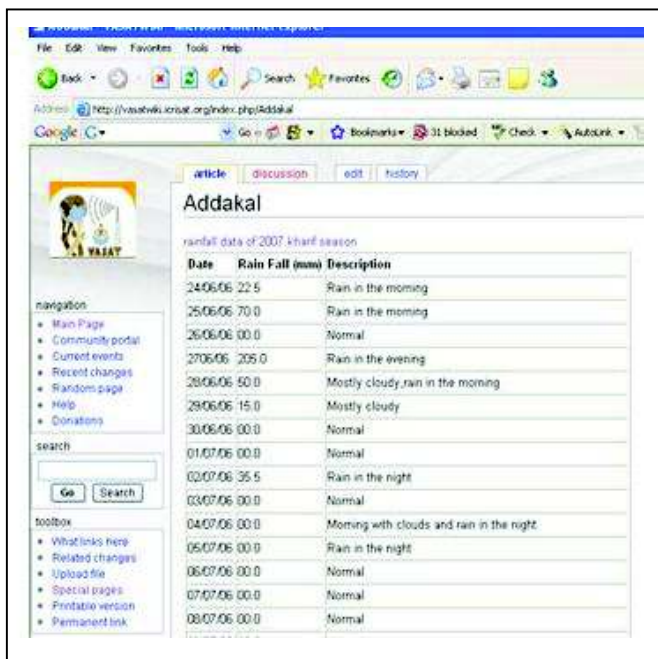 File Edit View Favorites Tools Help
Back Search Favorites
Address http://vasatwiki.icrisat.org/index.php/Addakal
Google G Go Bookmarks 31 blocked Check AutoLink
article discussion edit history
VASAT
Addakal
rainfall data of 2007 kharif season
Date Rain Fall (mm) Description
24/06/06 22.5 Rain in the morning
25/06/06 70.0 Rain in the morning
26/06/06 00.0 Normal
2706/06 205.0 Rain in the evening
28/06/06 50.0 Mostly cloudy,rain in the morning
29/06/06 15.0 Mostly cloudy
30/06/06 00.0 Normal
01/07/06 00.0 Normal
02/07/06 35.5 Rain in the night
03/07/06 00.0 Normal
04/07/06 00.0 Morning with clouds and rain in the night
05/07/06 00.0 Rain in the night
06/07/06 00.0 Normal
07/07/06 00.0 Normal
08/07/06 00.0 Normal
navigation
Main Page
Community portal
Current events
Recent changes
Random page
Help
Donations
search
Go Search
toolbox
What links here
Related changes
Upload file
Special pages
Printable version
Permanent link